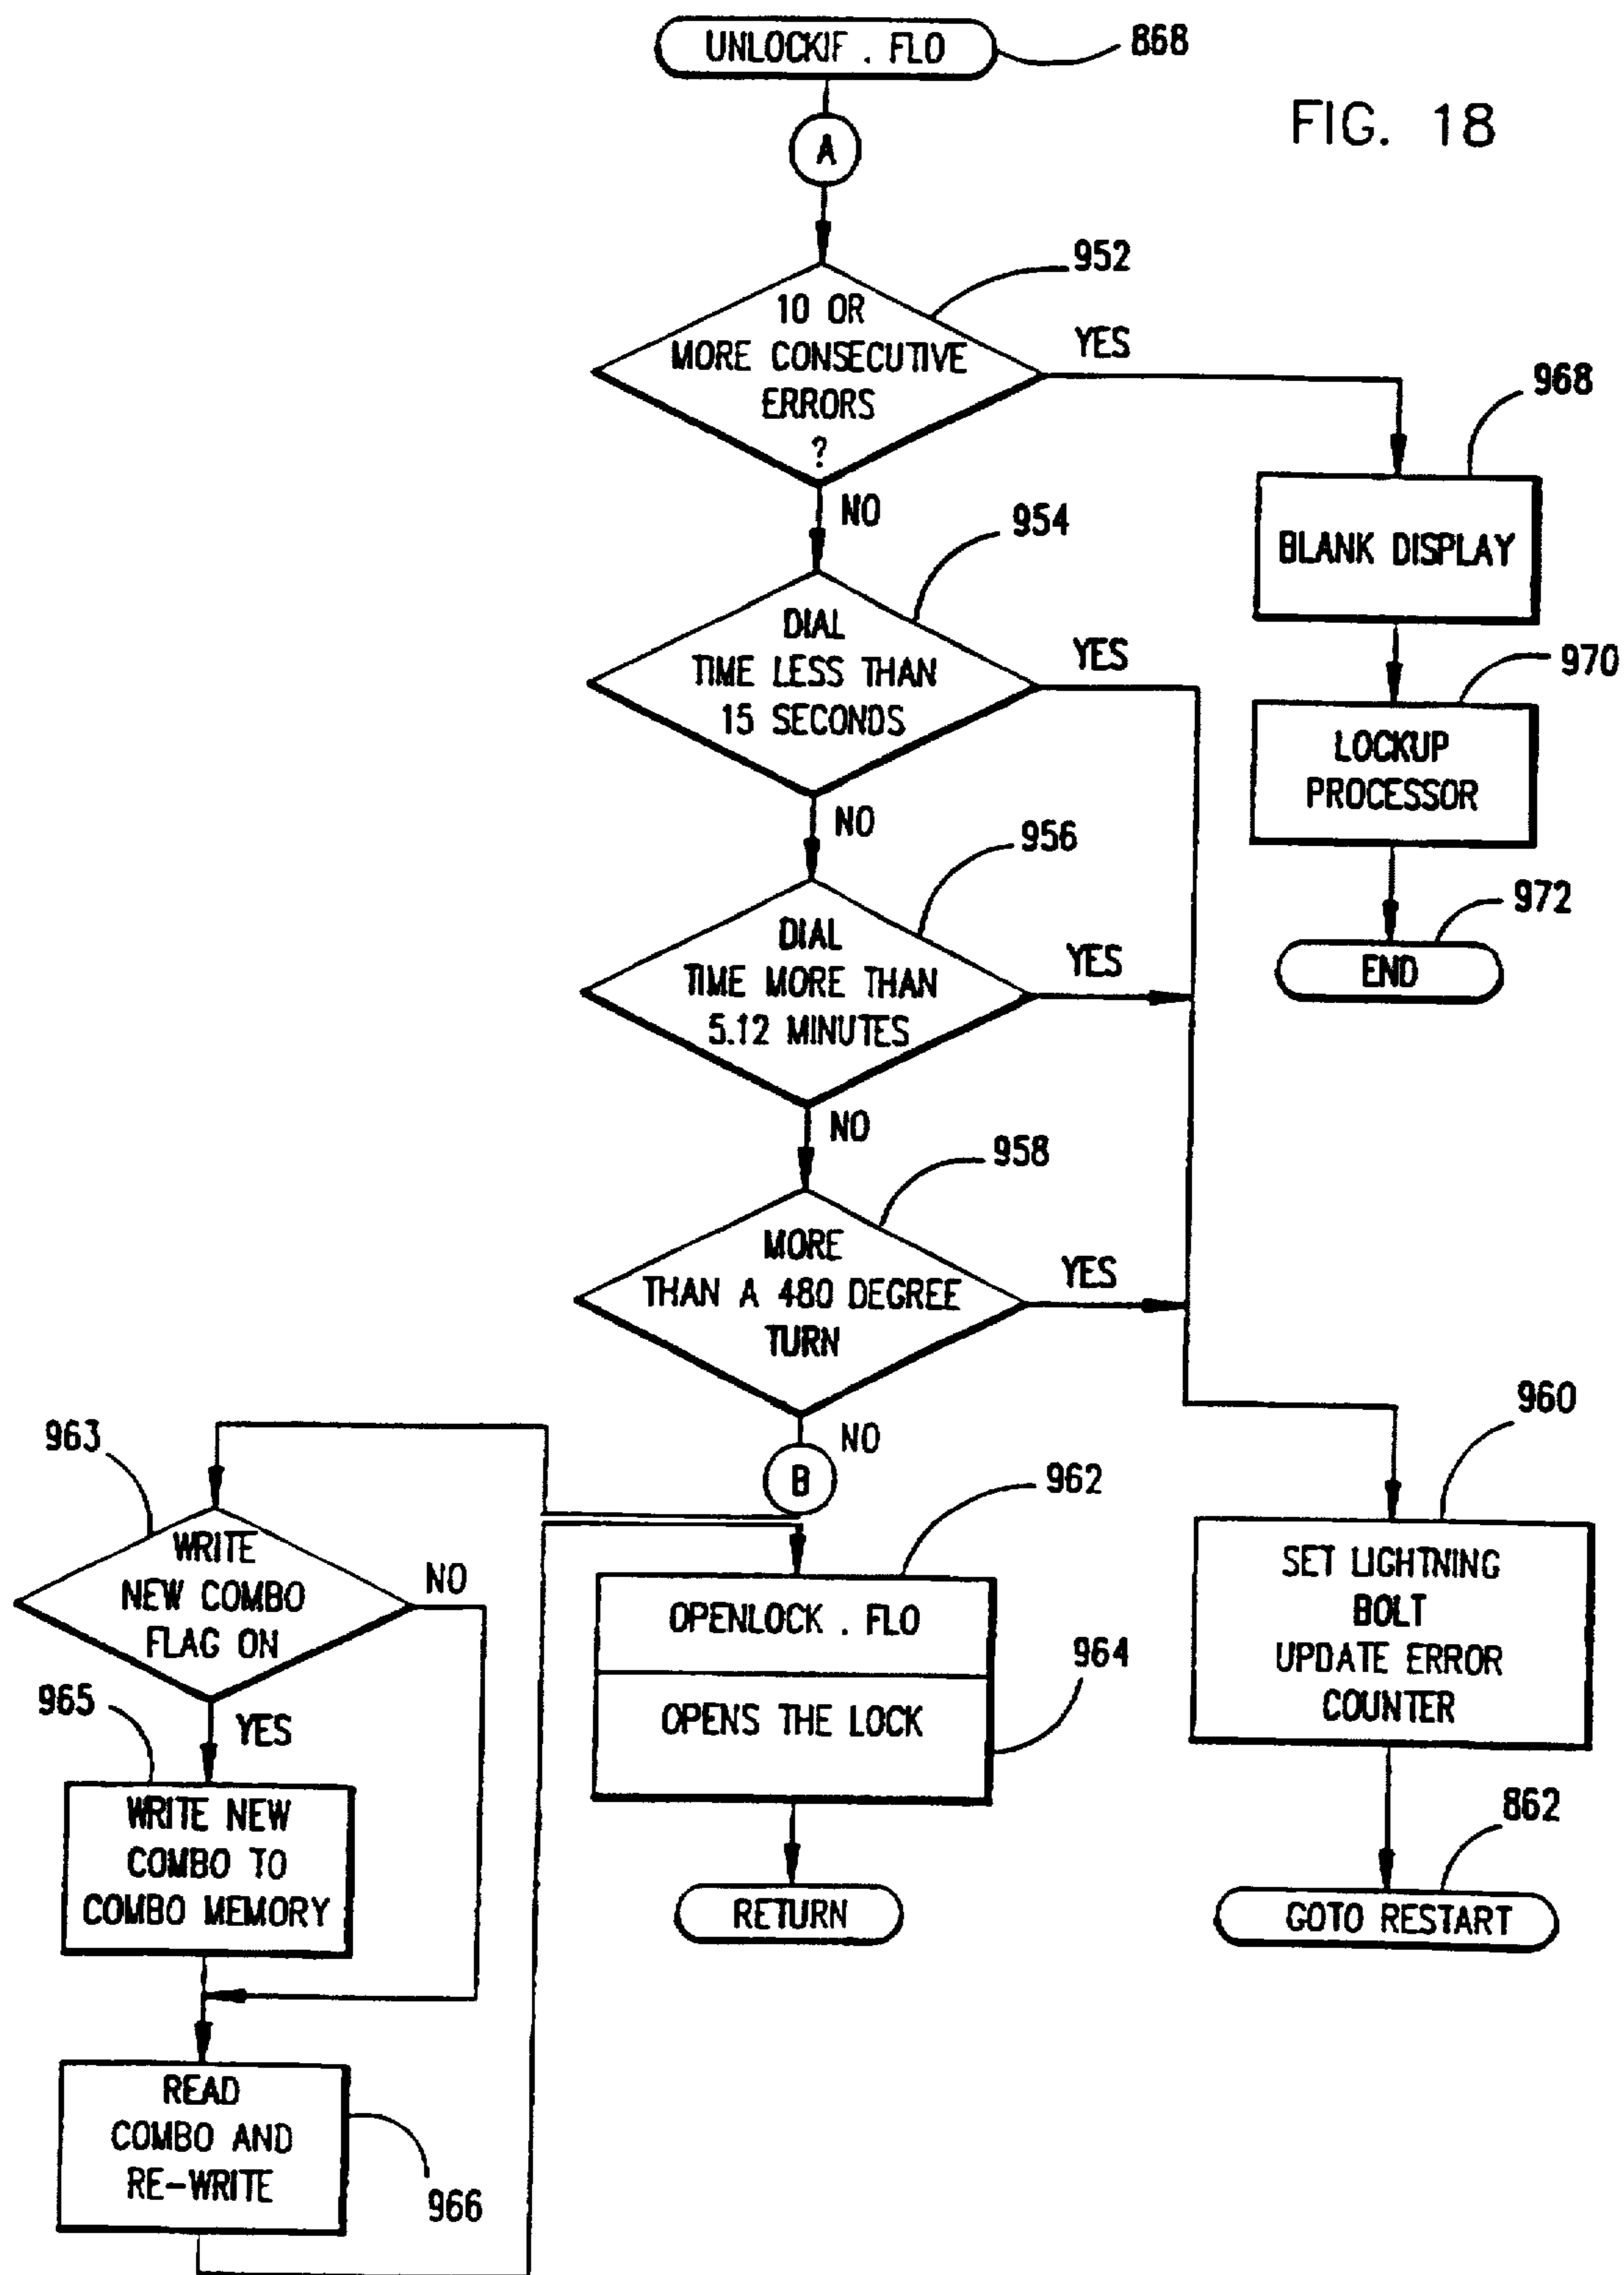 UNLOCKIF . FLO
868
FIG. 18
A
952
10 OR
MORE CONSECUTIVE
ERRORS
?
YES
NO
968
BLANK DISPLAY
954
DIAL
TIME LESS THAN
15 SECONDS
YES
NO
970
LOCKUP
PROCESSOR
956
DIAL
TIME MORE THAN
5.12 MINUTES
YES
NO
972
END
958
MORE
THAN A 480 DEGREE
TURN
YES
NO
B
963
WRITE
NEW COMBO
FLAG ON
NO
YES
962
OPENLOCK . FLO
964
OPENS THE LOCK
RETURN
960
SET LIGHTNING
BOLT
UPDATE ERROR
COUNTER
862
GOTO RESTART
965
WRITE NEW
COMBO TO
COMBO MEMORY
READ
COMBO AND
RE-WRITE
966